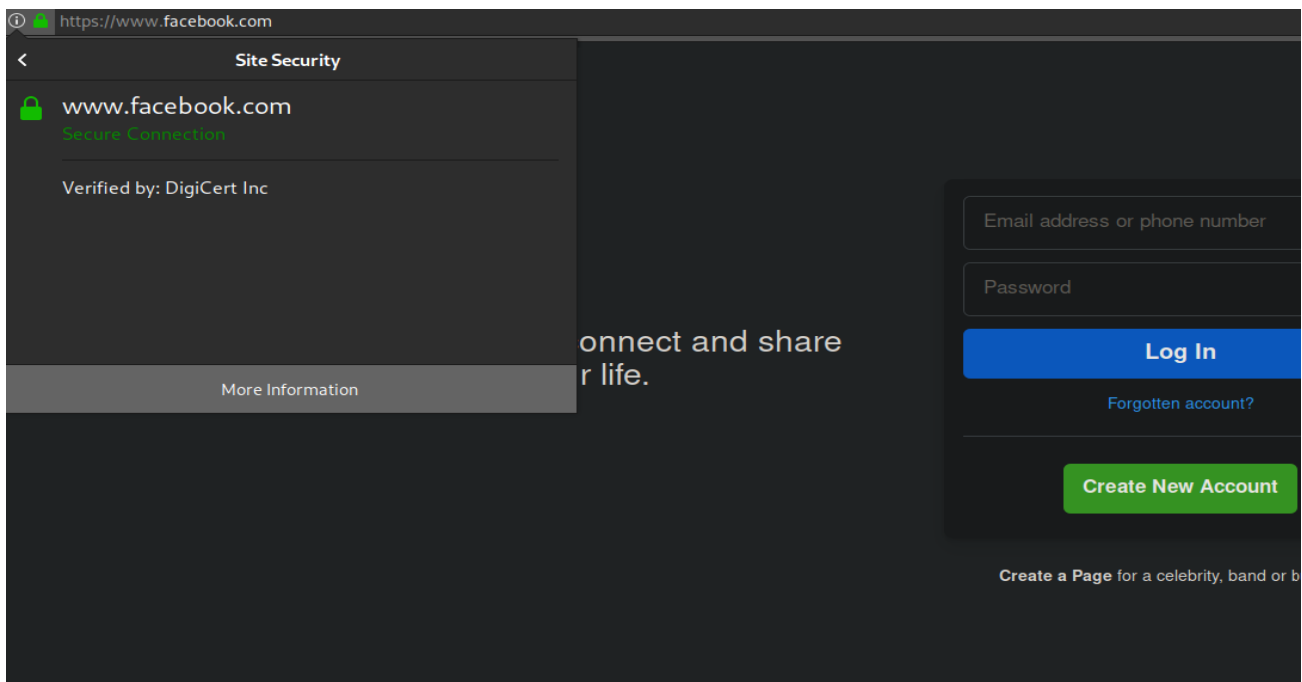 https://www.facebook.com
Site Security
www.facebook.com
Secure Connection
Verified by: DigiCert Inc
More Information
onnect and share
r life.
Email address or phone number
Password
Log In
Forgotten account?
Create New Account
Create a Page for a celebrity, band or b